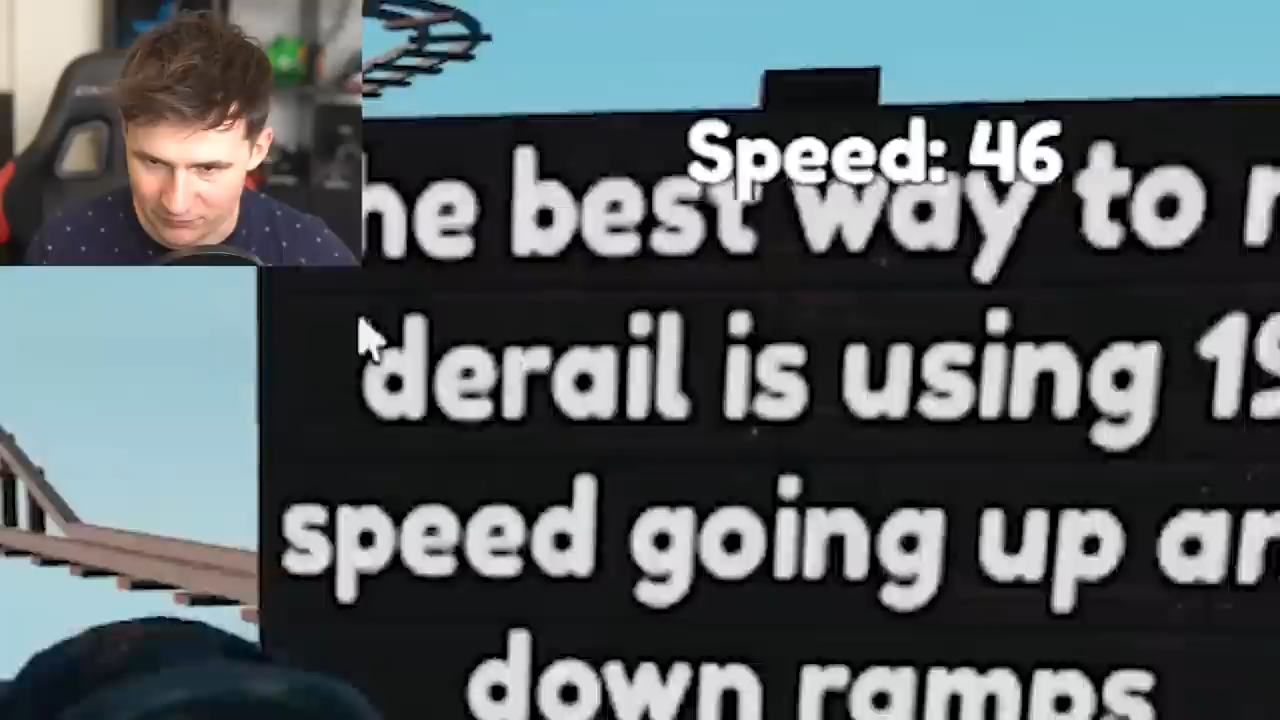 Speed: 46
he best way to
derail is using
speed going up
down ramps